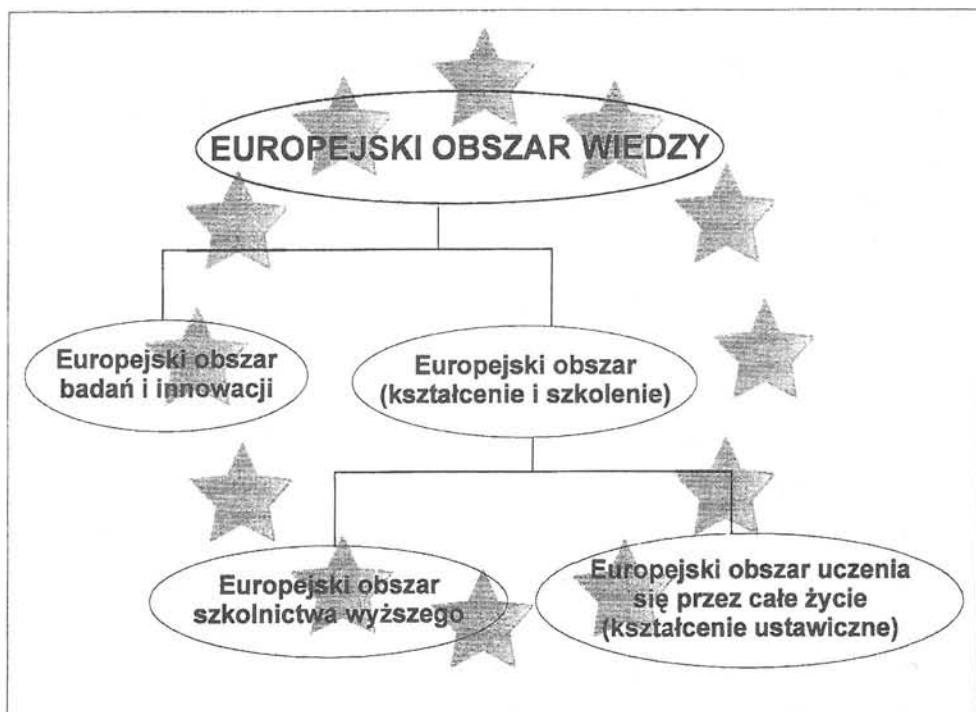 EUROPEJSKI OBSZAR WIEDZY
Europejski obszar
badań i innowacji
Europejski obszar
(kształcenie i szkolenie)
Europejski obszar
szkolnictwa wyższego
Europejski obszar uczenia
się przez całe życie
(kształcenie ustawiczne)